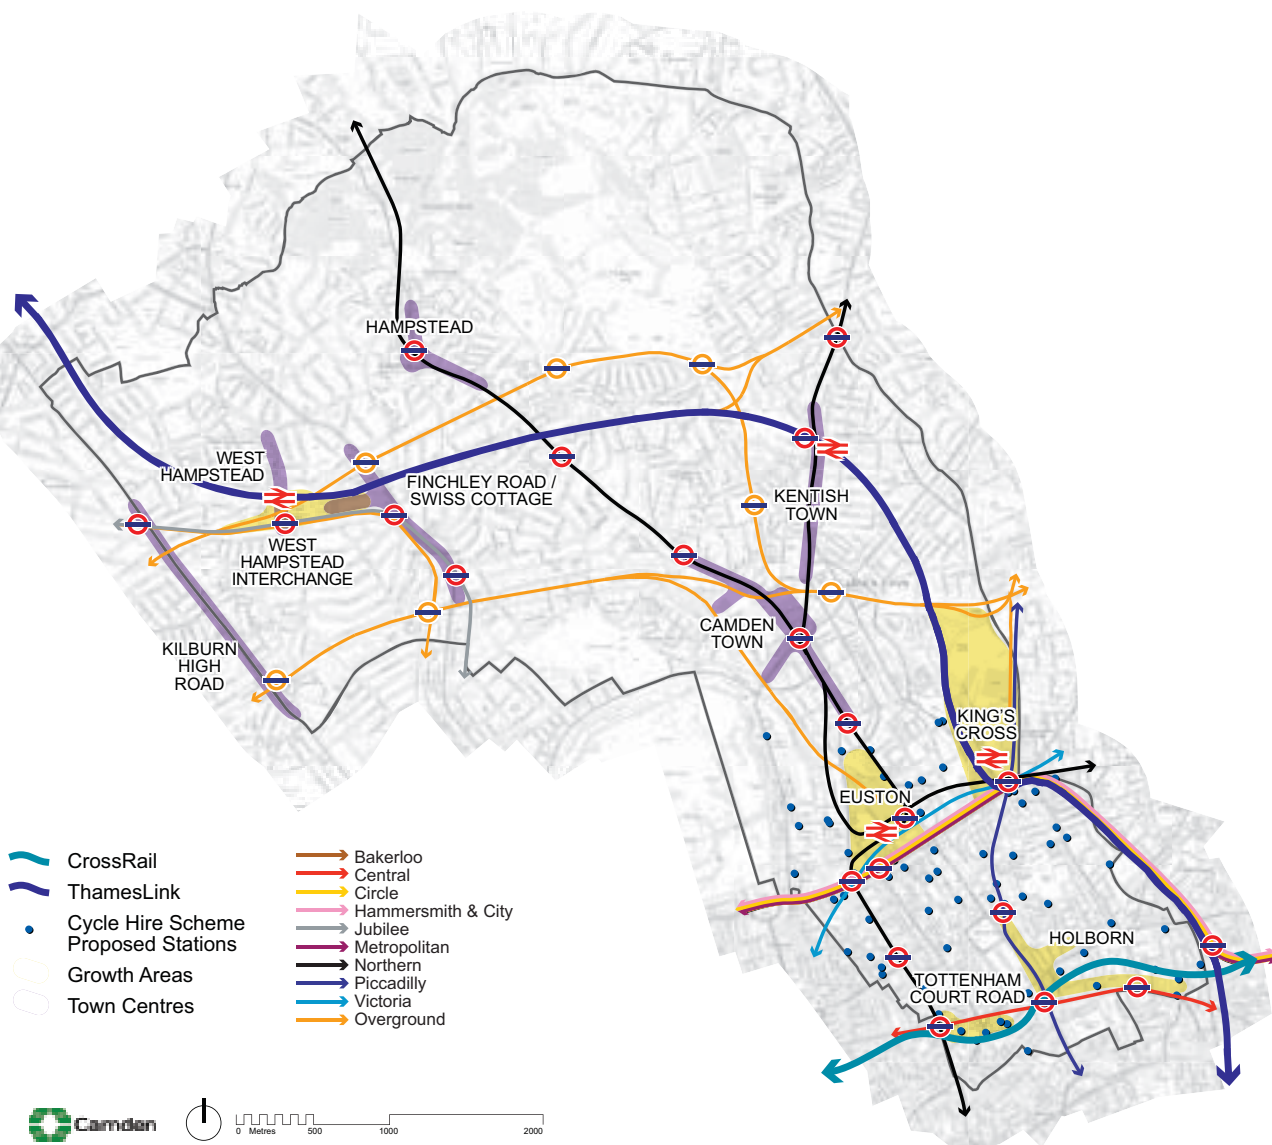 HAMPSTEAD
WEST
HAMPSTEAD
FINCHLEY ROAD /
SWISS COTTAGE
KENTISH
TOWN
WEST
HAMPSTEAD
INTERCHANGE
CAMDEN
TOWN
KILBURN
HIGH
ROAD
KING'S
CROSS
EUSTON
HOLBORN
TOTTENHAM
COURT ROAD
CrossRail
ThamesLink
Cycle Hire Scheme
Proposed Stations
Growth Areas
Town Centres
Bakerloo
Central
Circle
Hammersmith & City
Jubilee
Metropolitan
Northern
Piccadilly
Victoria
Overground
Camden
0 Metres 500 1000 2000